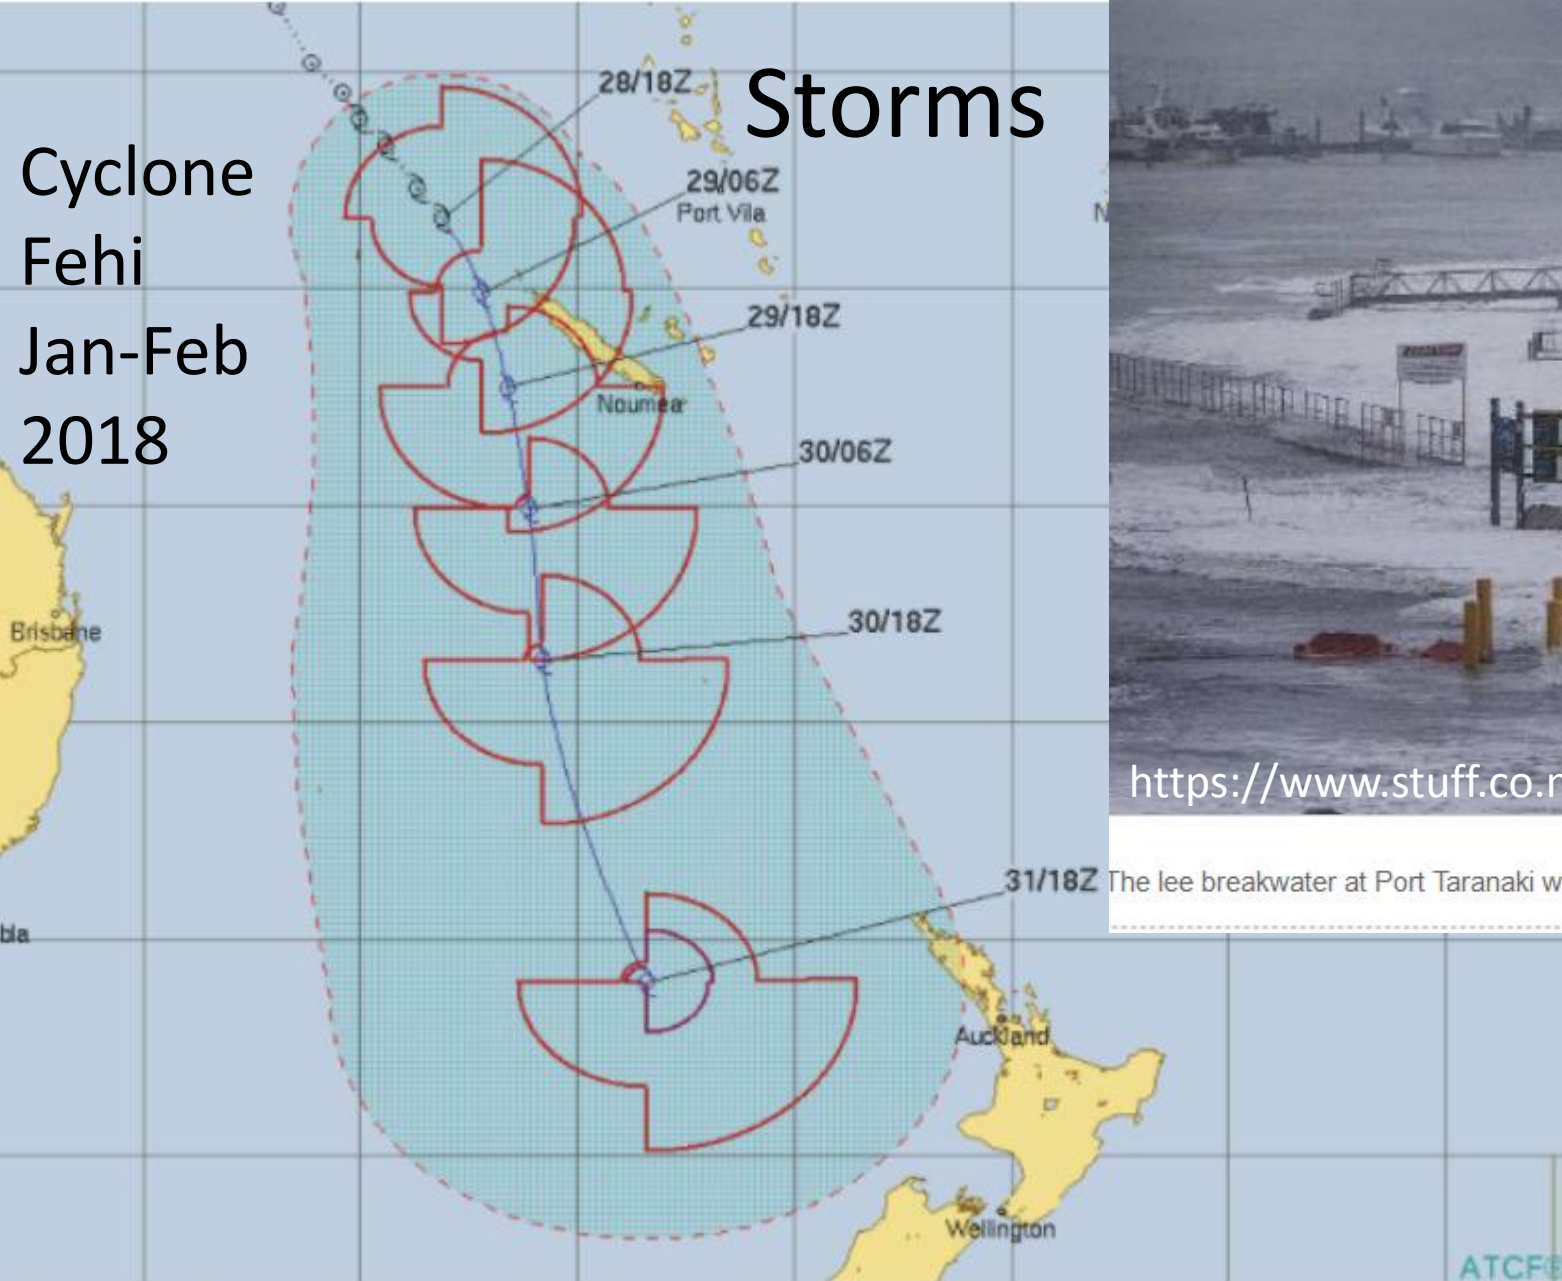 Storms
Cyclone
Fehi
Jan-Feb
2018
28/18Z
29/06Z
Port Vila
N
29/18Z
Noumea
30/06Z
30/18Z
Brisbane
31/18Z
bla
Auckland
Wellington
ATCF
https://www.stuff.co.n
The lee breakwater at Port Taranaki w